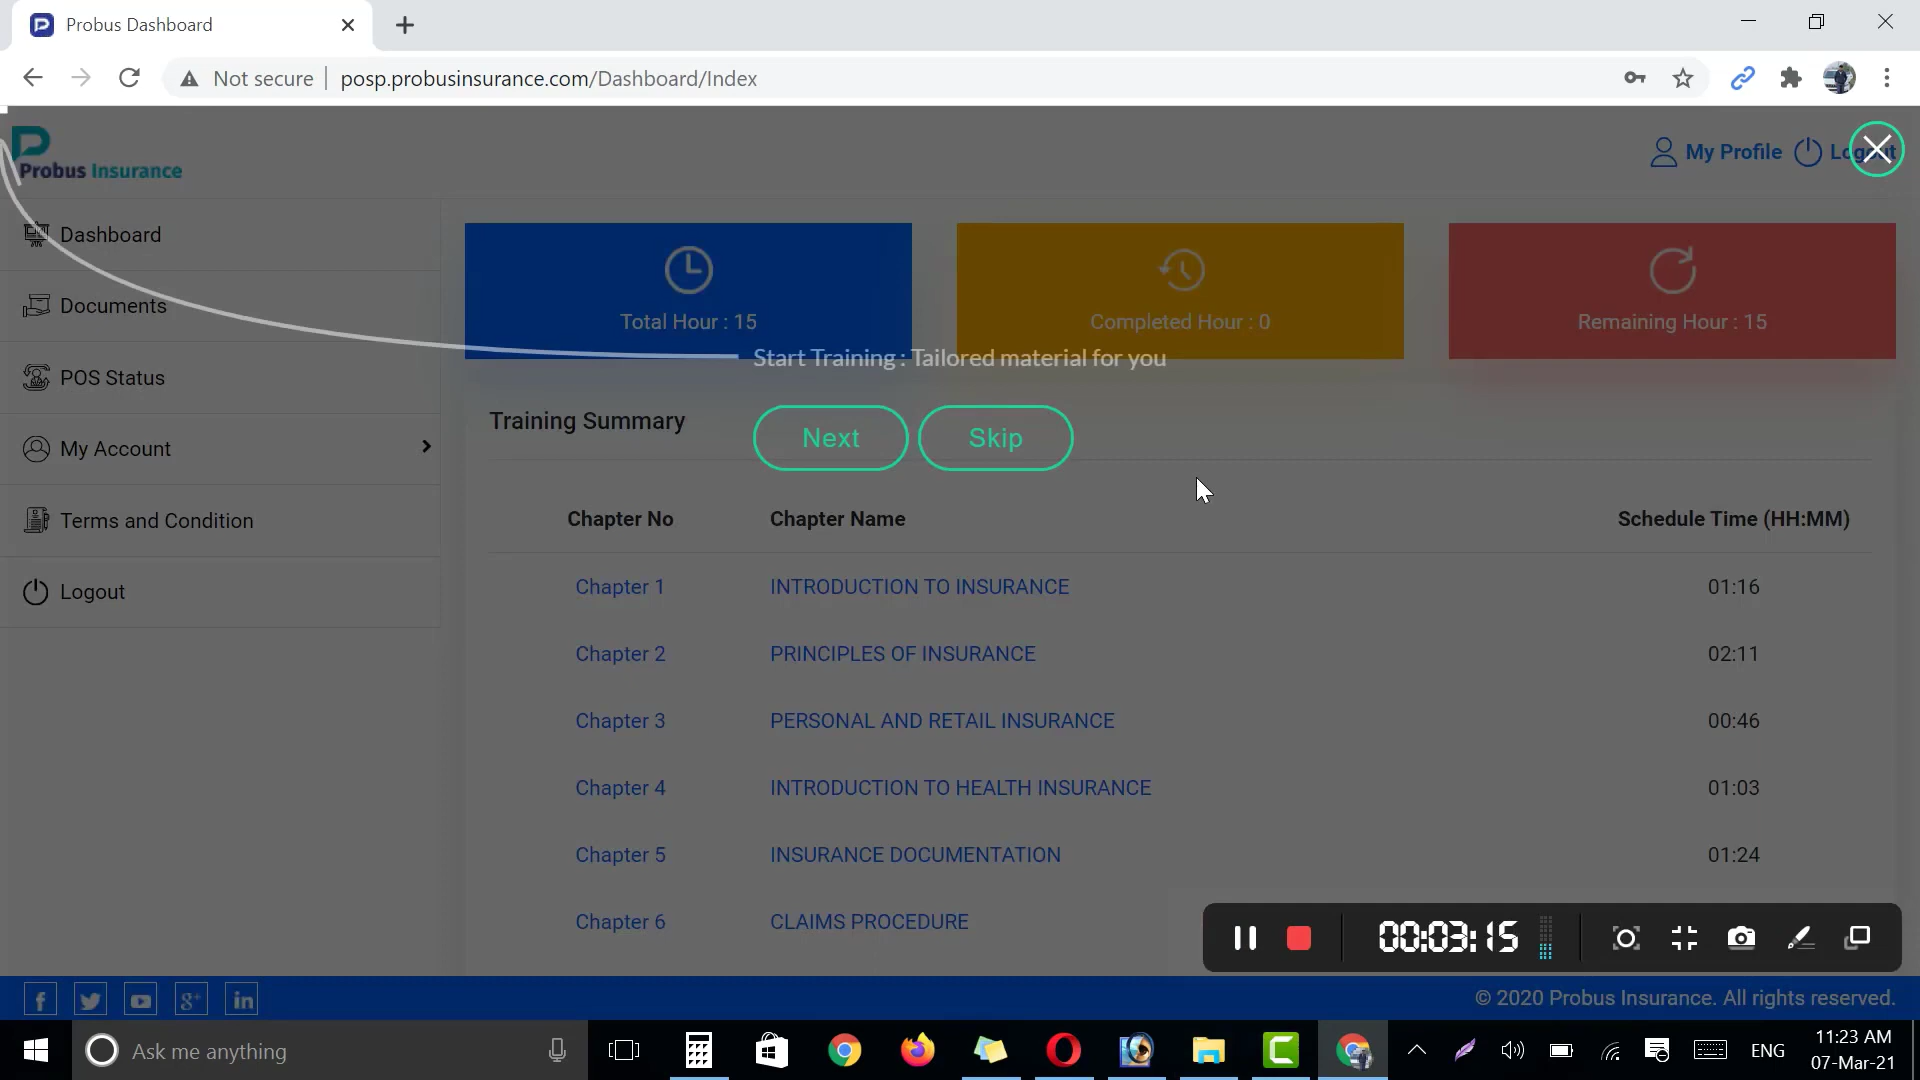 Probus Dashboard
Not secure
posp.probusinsurance.com/Dashboard/Index
Probus Insurance
My Profile
Logout
Dashboard
Documents
POS Status
My Account
Terms and Condition
Logout
Total Hour : 15
Completed Hour : 0
Remaining Hour : 15
Start Training : Tailored material for you
Next
Skip
Training Summary
Chapter No Chapter Name Schedule Time (HH:MM)
Chapter 1 INTRODUCTION TO INSURANCE 01:16
Chapter 2 PRINCIPLES OF INSURANCE 02:11
Chapter 3 PERSONAL AND RETAIL INSURANCE 00:46
Chapter 4 INTRODUCTION TO HEALTH INSURANCE 01:03
Chapter 5 INSURANCE DOCUMENTATION 01:24
Chapter 6 CLAIMS PROCEDURE
00:03:15
© 2020 Probus Insurance. All rights reserved.
Ask me anything
ENG
11:23 AM
07-Mar-21